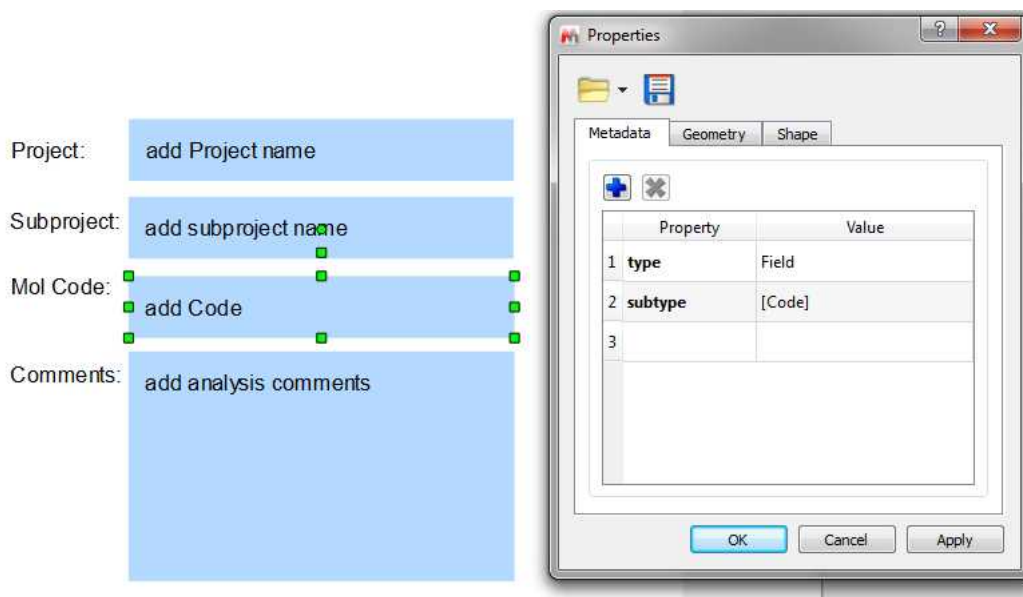 Project:
add Project name
Subproject:
add subproject name
Mol Code:
add Code
Comments:
add analysis comments
Properties
Metadata Geometry Shape
Property Value
1 type Field
2 subtype [Code]
3
OK Cancel Apply